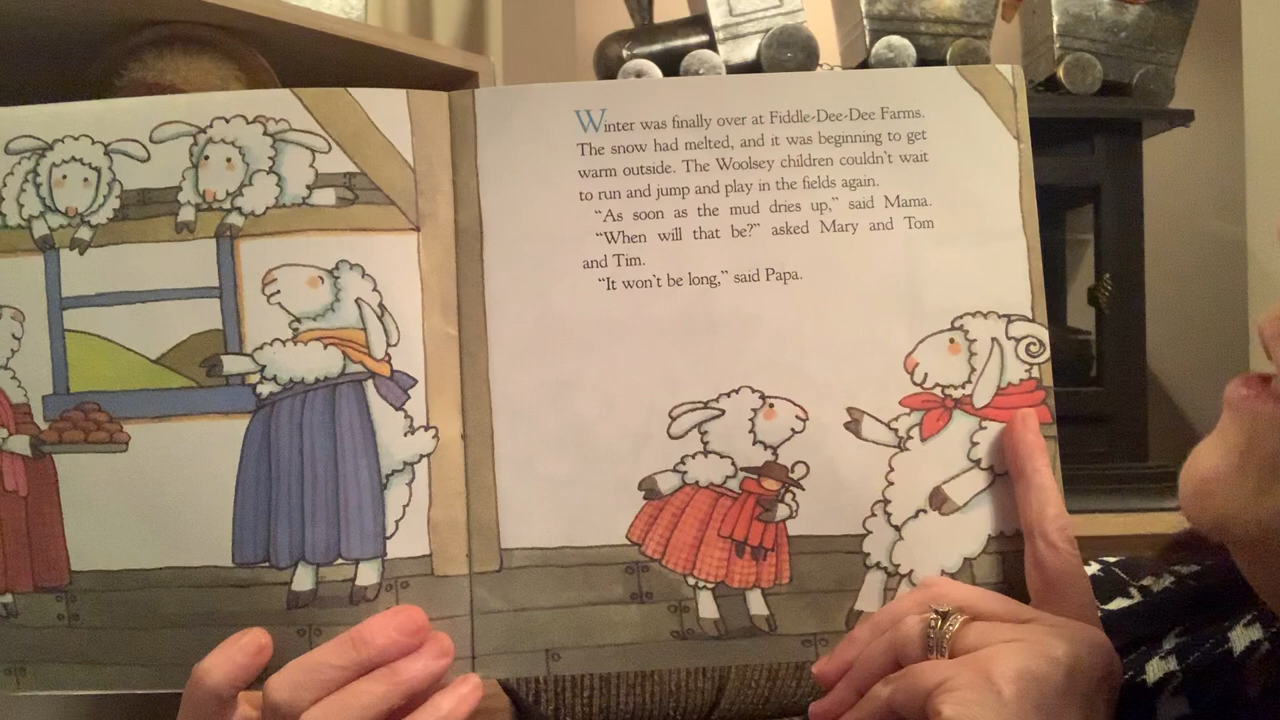 Winter was finally over at Fiddle-Dee-Dee Farms.
The snow had melted, and it was beginning to get
warm outside. The Woolsey children couldn't wait
to run and jump and play in the fields again.
"As soon as the mud dries up," said Mama.
"When will that be?" asked Mary and Tom
and Tim.
"It won't be long," said Papa.